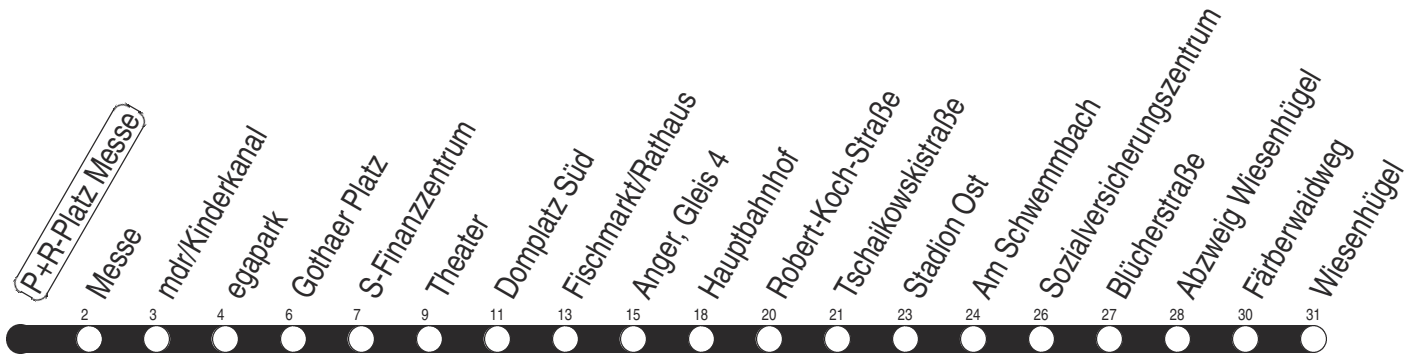 P+R-Platz Messe
Messe
mdr/Kinderkanal
egapark
Gothaer Platz
S-Finanzzentrum
Theater
Domplatz Süd
Fischmarkt/Rathaus
Anger, Gleis 4
Hauptbahnhof
Robert-Koch-Straße
Tschaikowskistraße
Stadion Ost
Am Schwemmbach
Sozialversicherungszentrum
Blücherstraße
Abzweig Wiesenhügel
Färberwaidweg
Wiesenhügel
2 3 4 6 7 9 11 13 15 18 20 21 23 24 26 27 28 30 31